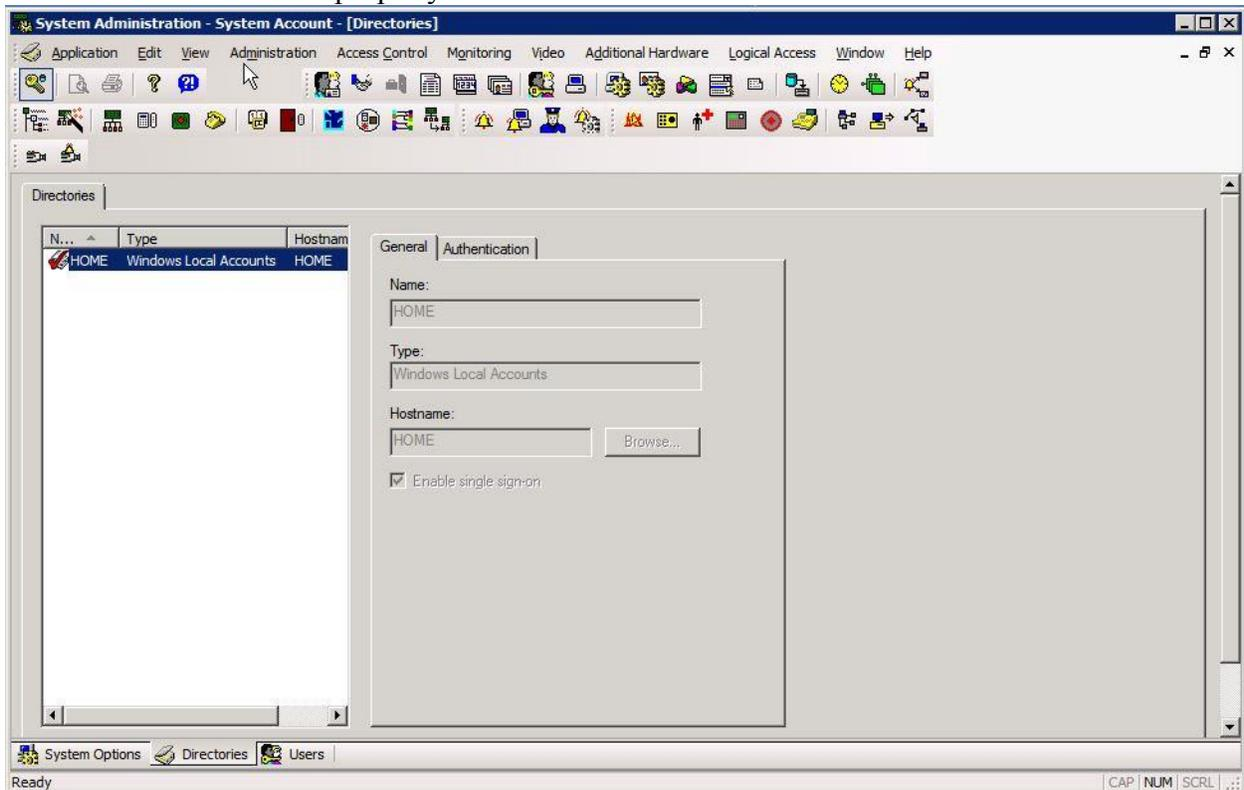 System Administration - System Account - [Directories]
Application Edit View Administration Access Control Monitoring Video Additional Hardware Logical Access Window Help
Directories
N... Type Hostnam
HOME Windows Local Accounts HOME
General Authentication
Name:
HOME
Type:
Windows Local Accounts
Hostname:
HOME Browse...
Enable single sign-on
System Options Directories Users
Ready CAP NUM SCRL